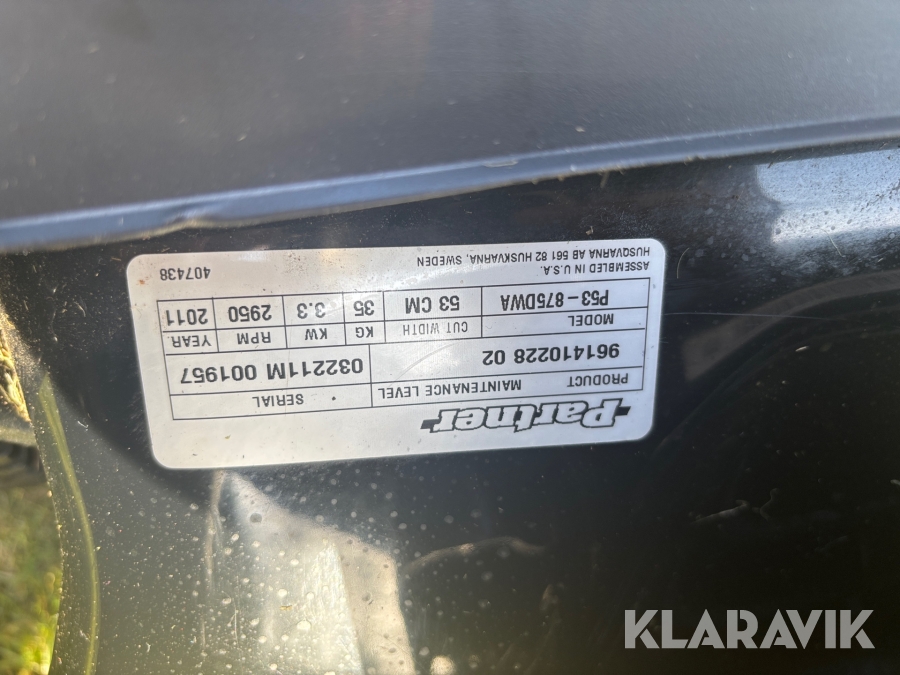 Partner
PRODUCT MAINTENANCE LEVEL SERIAL
961410228 02 032211M 001957
MODEL CUT WIDTH KG KW RPM YEAR
P53-875DWA 53 CM 35 3.3 2950 2011
ASSEMBLED IN U.S.A. 407438
HUSQVARNA AB 561 82 HUSKVARNA, SWEDEN
KLARAVIK